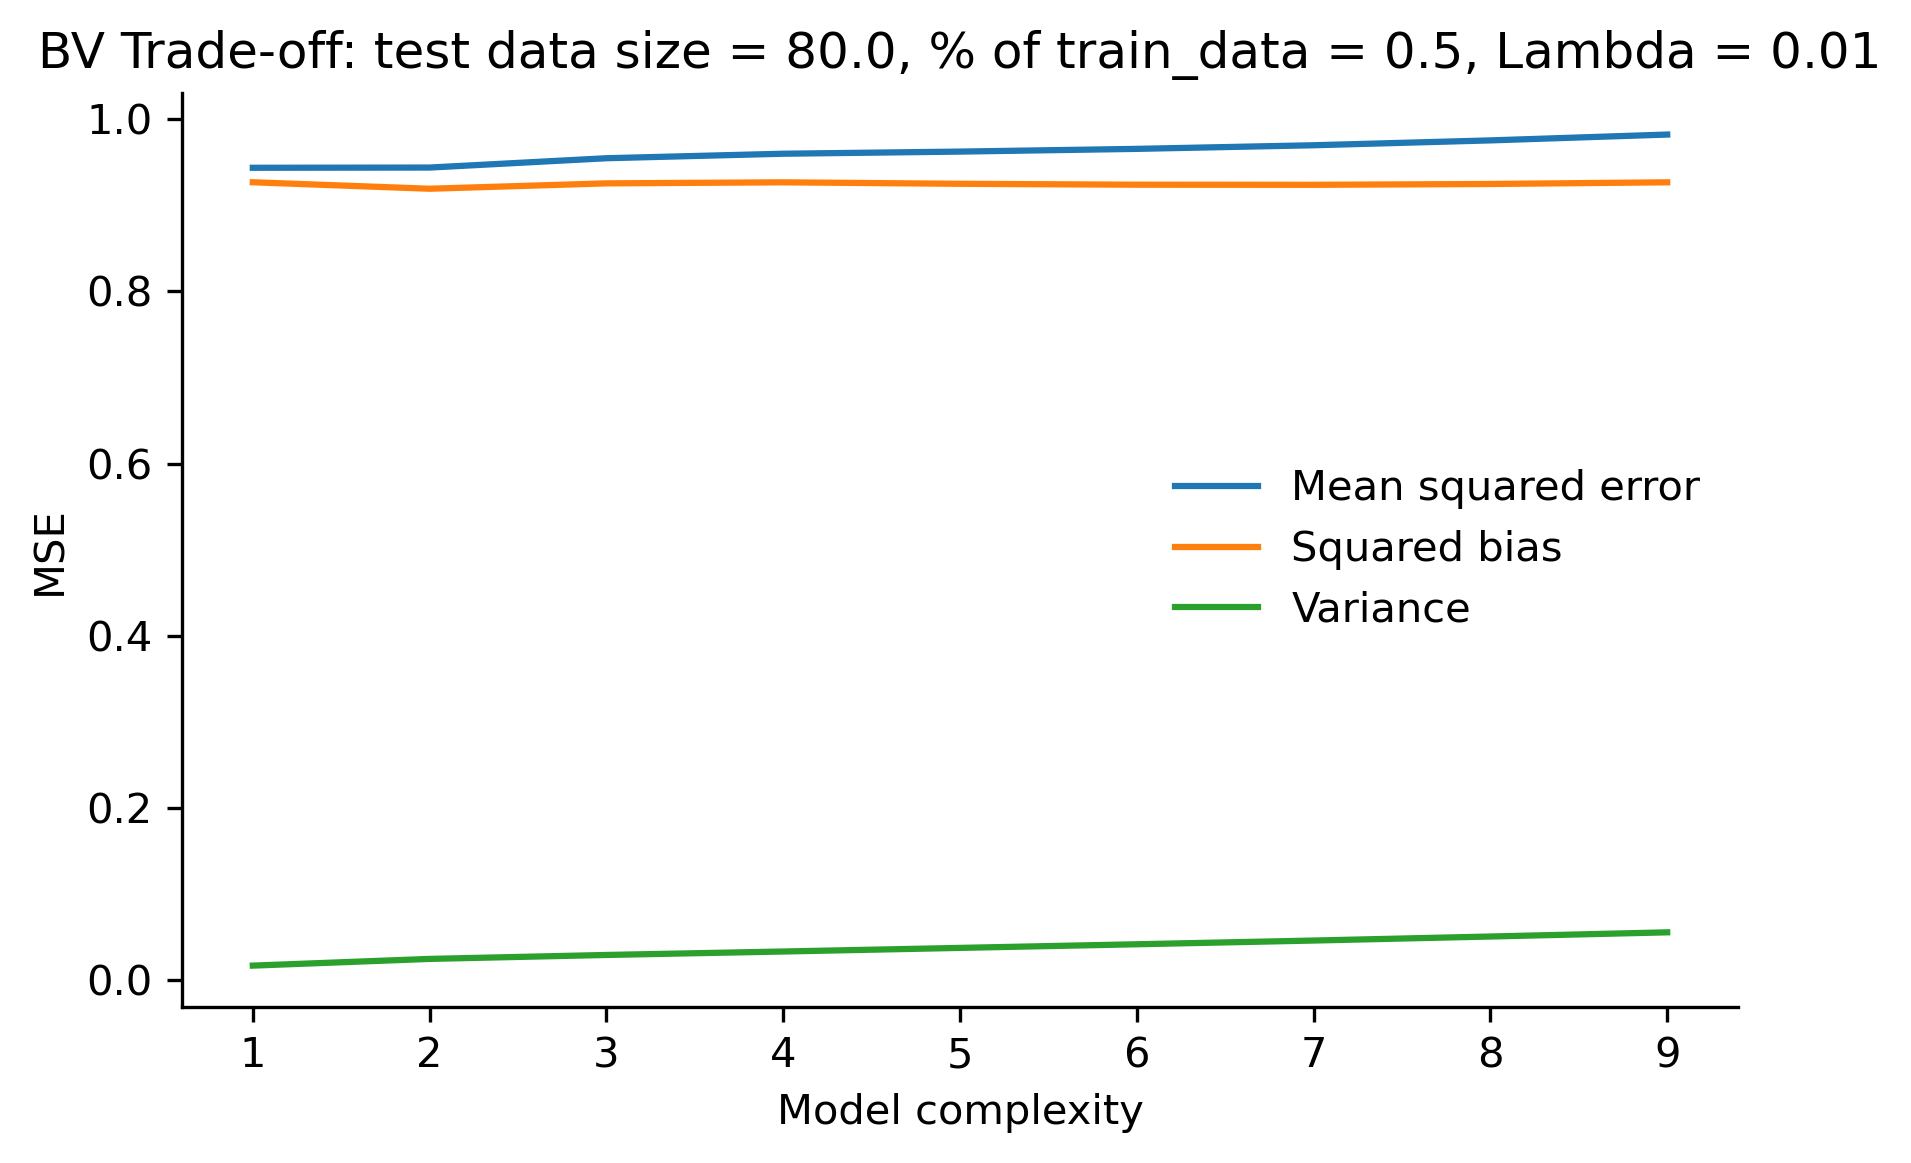 BV Trade-off: test data size = 80.0, % of train_data = 0.5, Lambda = 0.01
1.0
0.8
0.6
0.4
0.2
0.0
MSE
Mean squared error
Squared bias
Variance
1 2 3 4 5 6 7 8 9
Model complexity